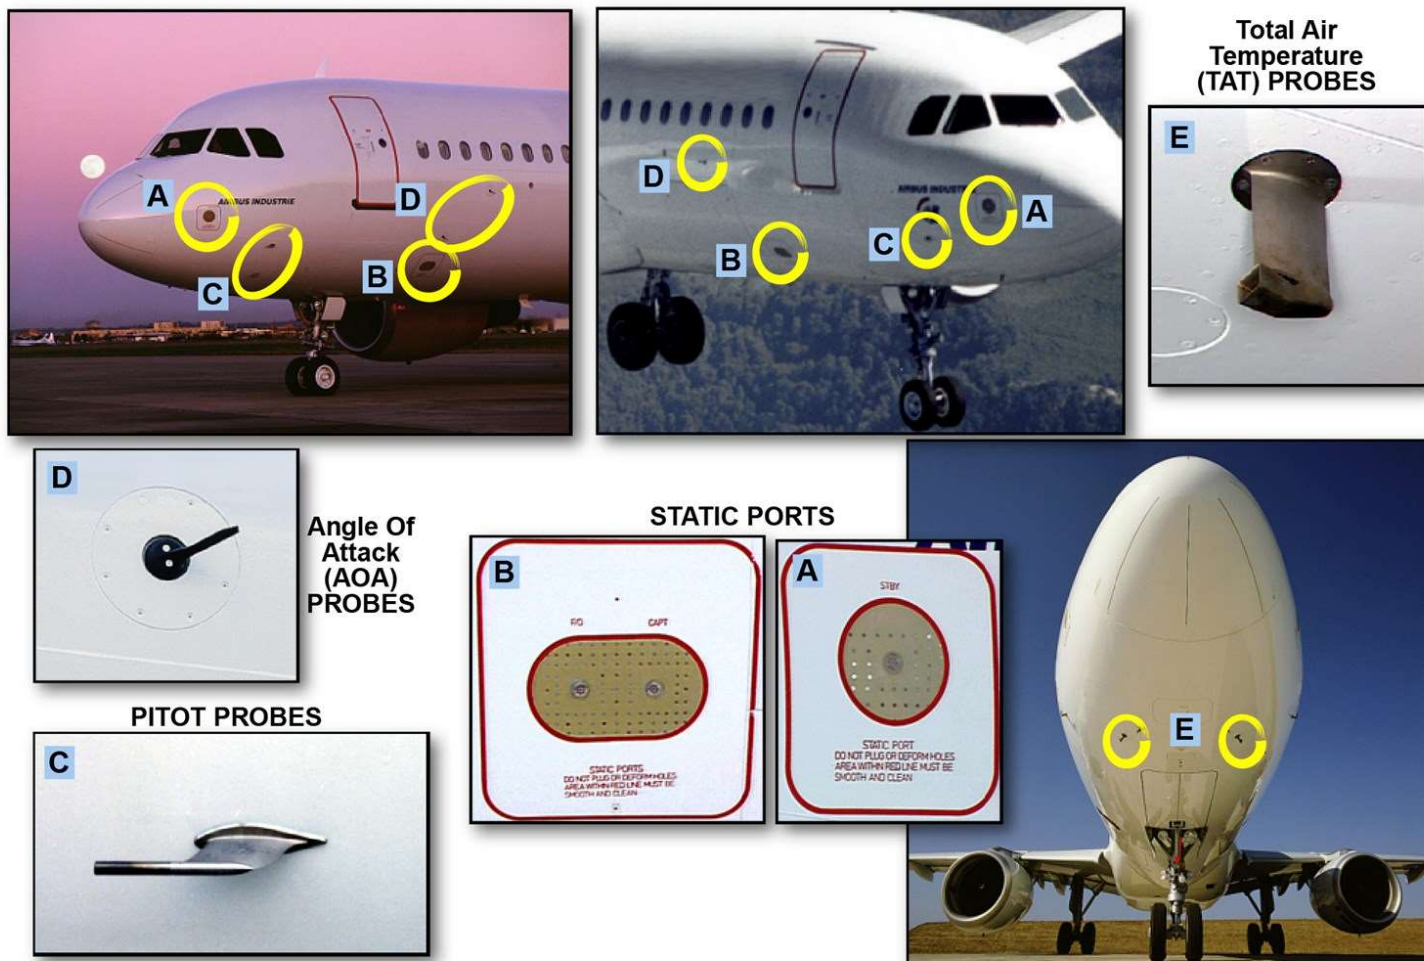 A
AIRBUS INDUSTRIE
D
C
B
D
AIRBUS INDUSTRIE
A
B
C
Total Air
Temperature
(TAT) PROBES
E
D
Angle Of
Attack
(AOA)
PROBES
STATIC PORTS
B
F/O CAPT
STATIC PORTS
DO NOT PLUG OR DEFORM HOLES
AREA WITHIN RED LINE MUST BE
SMOOTH AND CLEAN
A
STBY
STATIC PORT
DO NOT PLUG OR DEFORM HOLES
AREA WITHIN RED LINE MUST BE
SMOOTH AND CLEAN
E
PITOT PROBES
C